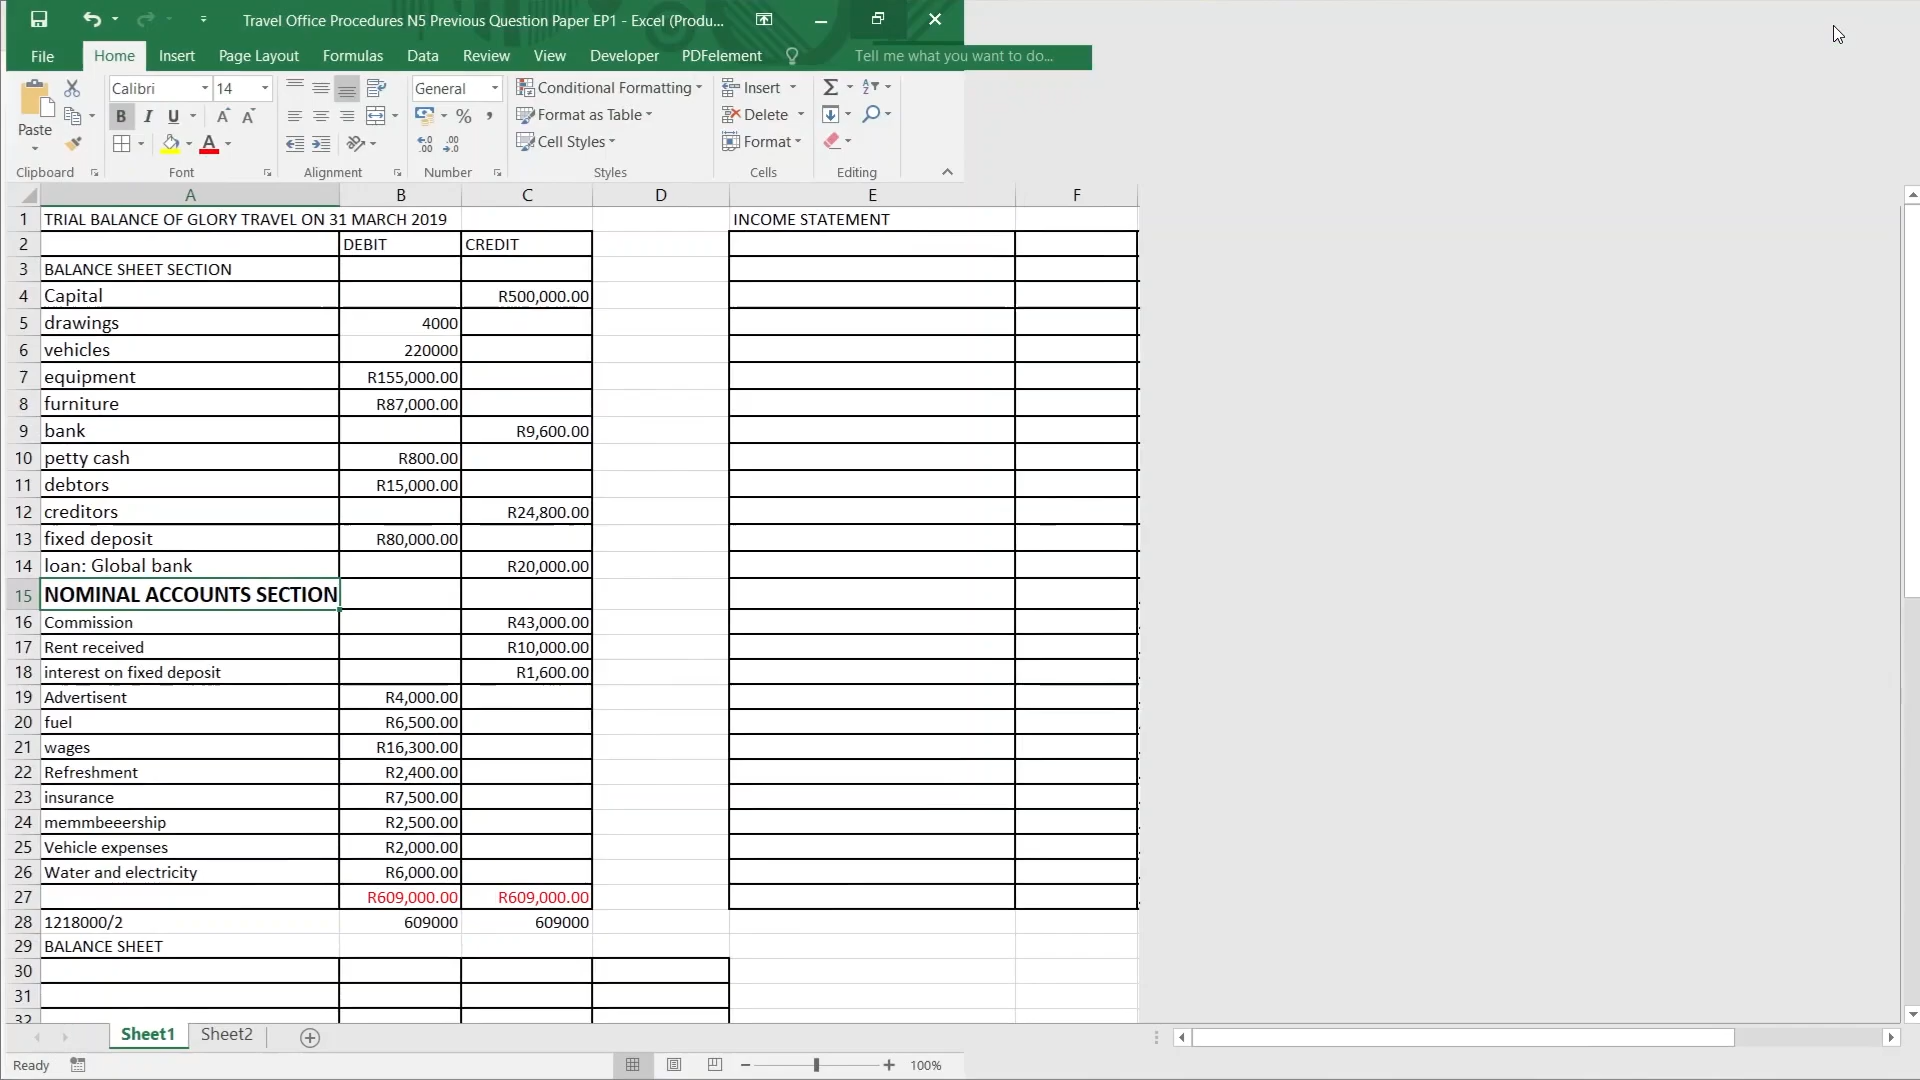 Travel Office Procedures N5 Previous Question Paper EP1 - Excel (Produ...
File Home Insert Page Layout Formulas Data Review View Developer PDFelement Tell me what you want to do...
Calibri 14 General Conditional Formatting Insert
Paste B I U A A % , Format as Table Delete
A Cell Styles Format
Clipboard Font Alignment Number Styles Cells Editing
A B C D E F
1 TRIAL BALANCE OF GLORY TRAVEL ON 31 MARCH 2019 INCOME STATEMENT
2 DEBIT CREDIT
3 BALANCE SHEET SECTION
4 Capital R500,000.00
5 drawings 4000
6 vehicles 220000
7 equipment R155,000.00
8 furniture R87,000.00
9 bank R9,600.00
10 petty cash R800.00
11 debtors R15,000.00
12 creditors R24,800.00
13 fixed deposit R80,000.00
14 loan: Global bank R20,000.00
15 NOMINAL ACCOUNTS SECTION
16 Commission R43,000.00
17 Rent received R10,000.00
18 interest on fixed deposit R1,600.00
19 Advertisent R4,000.00
20 fuel R6,500.00
21 wages R16,300.00
22 Refreshment R2,400.00
23 insurance R7,500.00
24 memmbeeership R2,500.00
25 Vehicle expenses R2,000.00
26 Water and electricity R6,000.00
27 R609,000.00 R609,000.00
28 1218000/2 609000 609000
29 BALANCE SHEET
30
31
32
Sheet1 Sheet2
Ready 100%